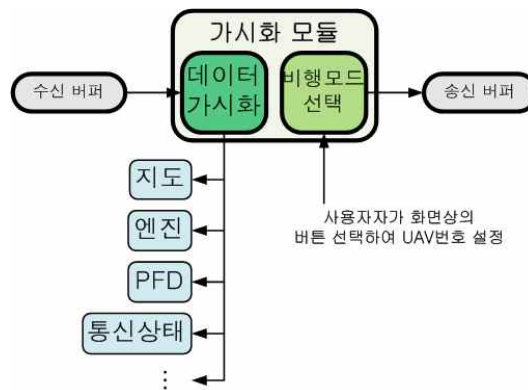 가시화 모듈
수신 버퍼
데이터
가시화
비행모드
선택
송신 버퍼
지도
엔진
PFD
통신상태
⋮
사용자자가 화면상의
버튼 선택하여 UAV번호 설정